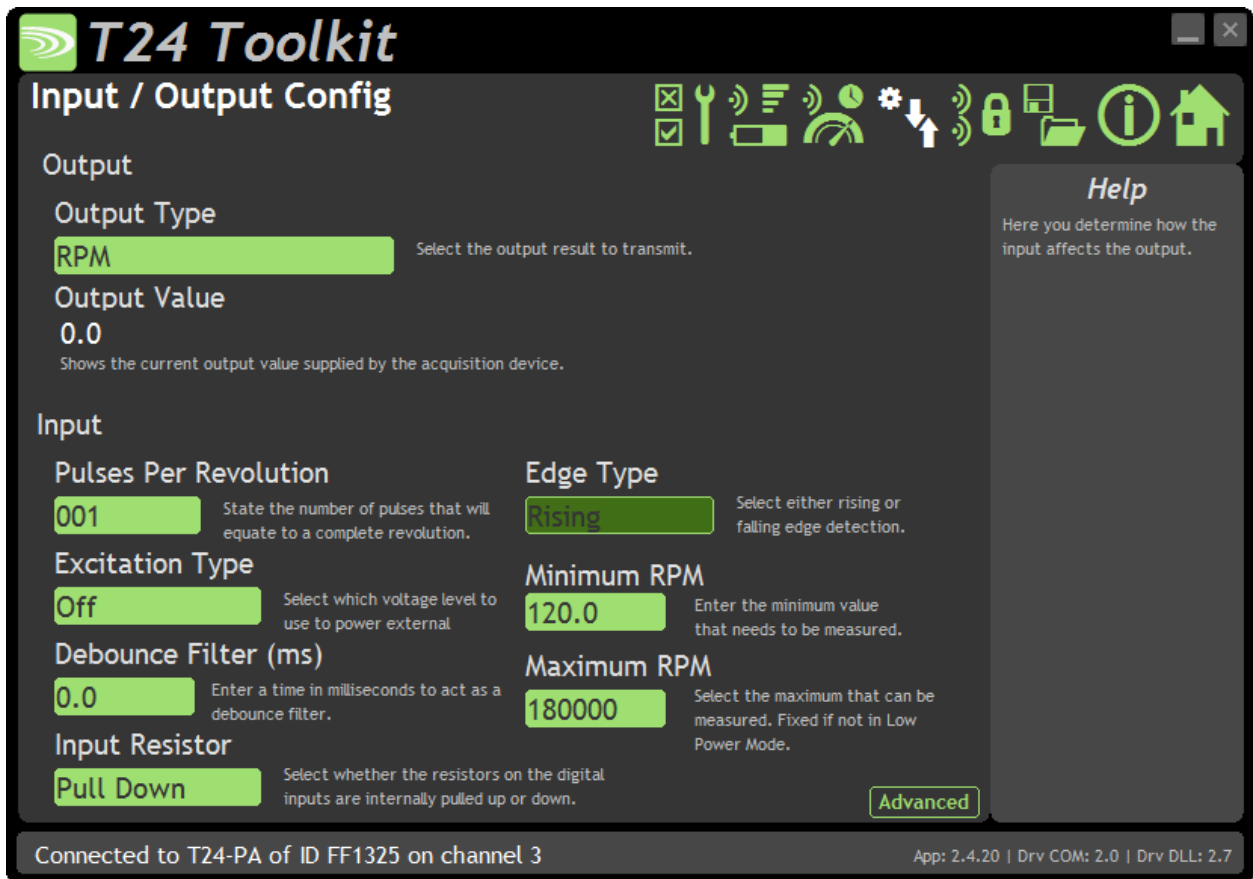 T24 Toolkit
Input / Output Config
Output
Output Type
RPM
Select the output result to transmit.
Output Value
0.0
Shows the current output value supplied by the acquisition device.
Input
Pulses Per Revolution
001
State the number of pulses that will
equate to a complete revolution.
Excitation Type
Off
Select which voltage level to
use to power external
Debounce Filter (ms)
0.0
Enter a time in milliseconds to act as a
debounce filter.
Input Resistor
Pull Down
Select whether the resistors on the digital
inputs are internally pulled up or down.
Edge Type
Rising
Select either rising or
falling edge detection.
Minimum RPM
120.0
Enter the minimum value
that needs to be measured.
Maximum RPM
180000
Select the maximum that can be
measured. Fixed if not in Low
Power Mode.
Advanced
Help
Here you determine how the
input affects the output.
Connected to T24-PA of ID FF1325 on channel 3
App: 2.4.20 | Drv COM: 2.0 | Drv DLL: 2.7